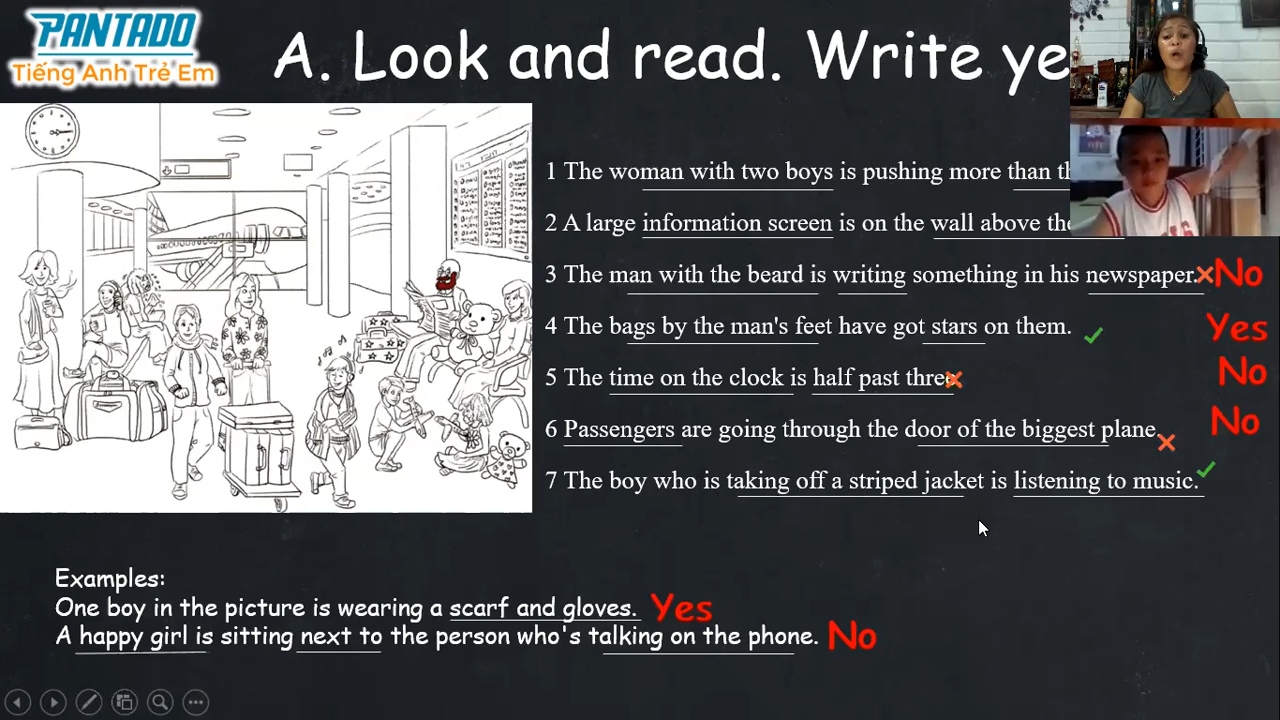 PANTADO
Tiếng Anh Trẻ Em
A. Look and read. Write ye
1 The woman with two boys is pushing more than
2 A large information screen is on the wall above the
3 The man with the beard is writing something in his newspaper. No
4 The bags by the man's feet have got stars on them. Yes
5 The time on the clock is half past three No
6 Passengers are going through the door of the biggest plane. No
7 The boy who is taking off a striped jacket is listening to music.
Examples:
One boy in the picture is wearing a scarf and gloves. Yes
A happy girl is sitting next to the person who's talking on the phone. No